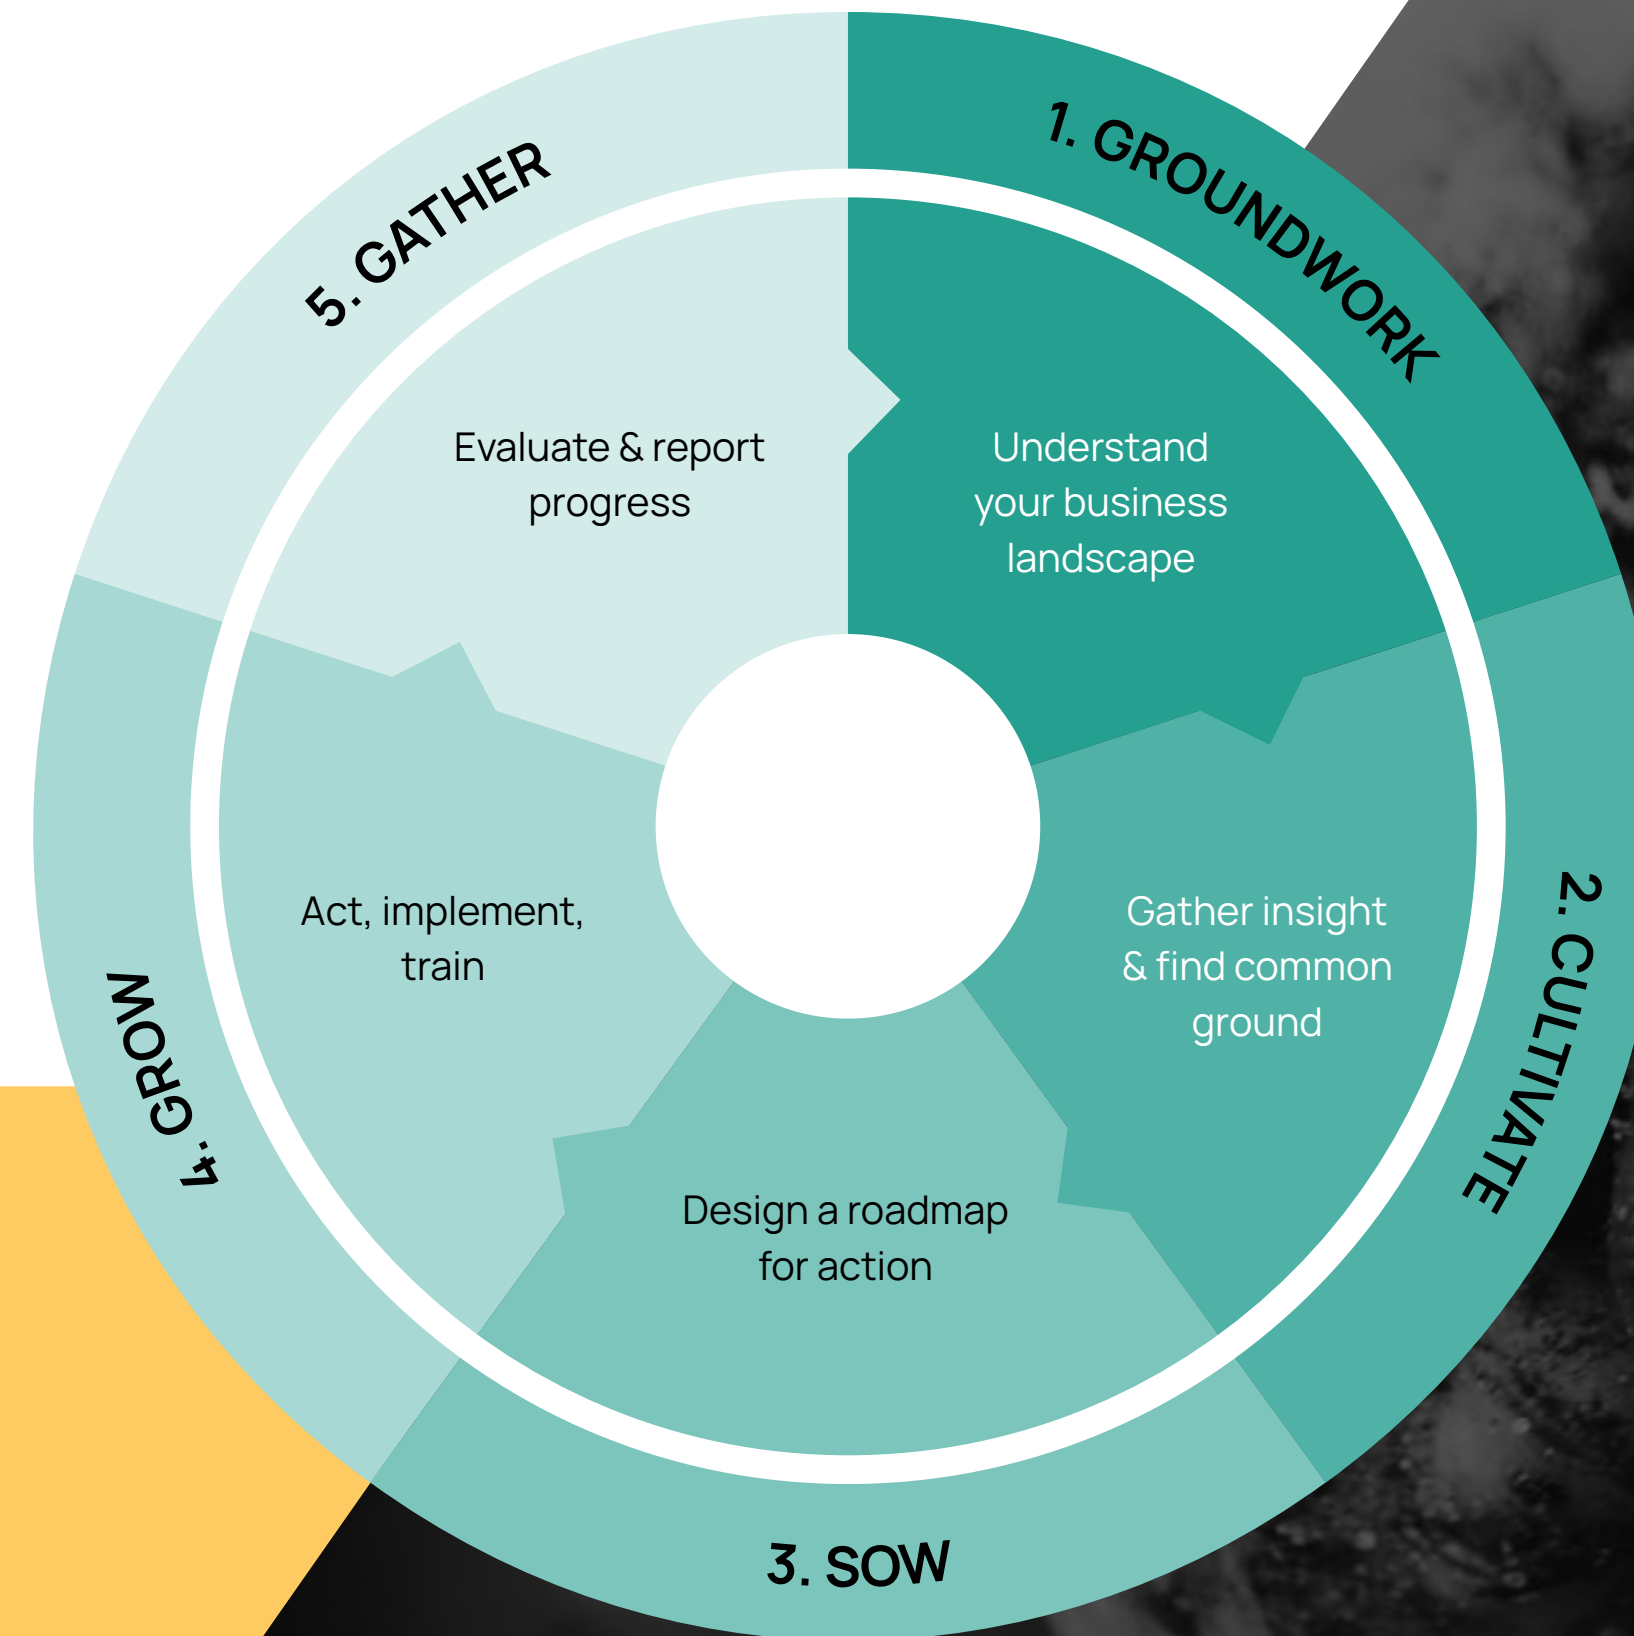 1. GROUNDWORK
Understand
your business
landscape
2. CULTIVATE
Gather insight
& find common
ground
3. SOW
Design a roadmap
for action
4. GROW
Act, implement,
train
5. GATHER
Evaluate & report
progress